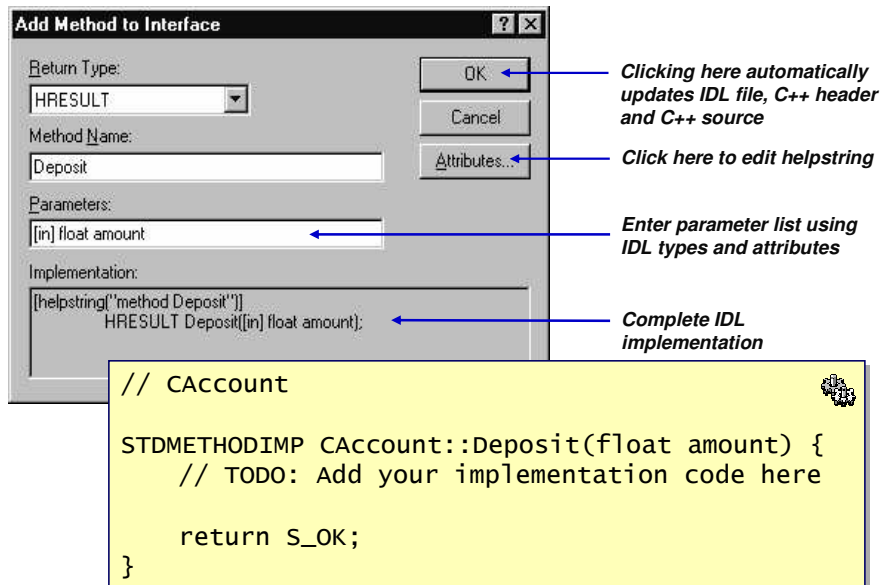 Add Method to Interface
Return Type:
HRESULT
Method Name:
Deposit
Parameters:
[in] float amount
Implementation:
[helpstring("method Deposit")]
HRESULT Deposit([in] float amount);
OK
Cancel
Attributes...
Clicking here automatically
updates IDL file, C++ header
and C++ source
Click here to edit helpstring
Enter parameter list using
IDL types and attributes
Complete IDL
implementation
// CAccount
STDMETHODIMP CAccount::Deposit(float amount) {
// TODO: Add your implementation code here
return S_OK;
}